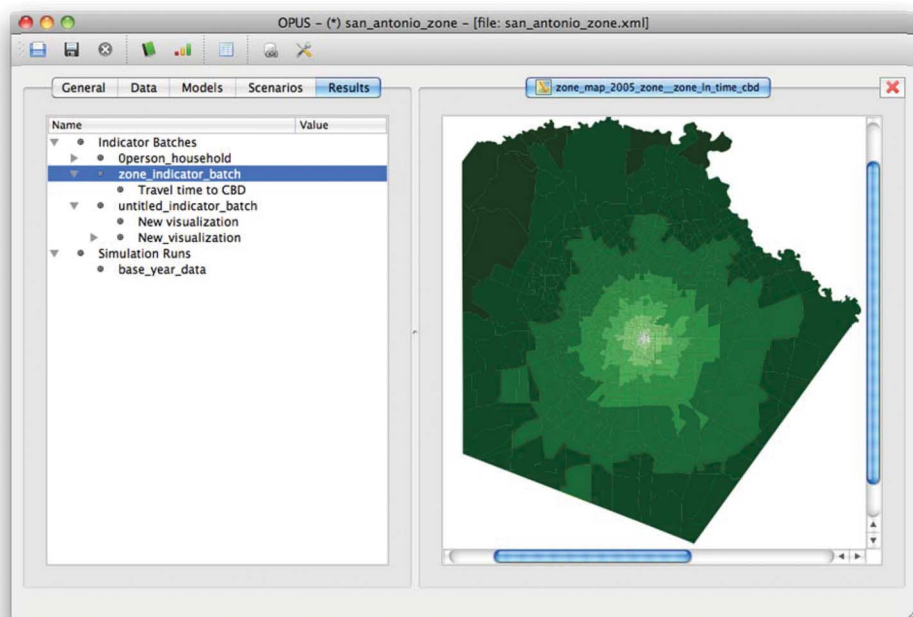 OPUS – (*) san_antonio_zone – [file: san_antonio_zone.xml]
General Data Models Scenarios Results
zone_map_2005_zone__zone_ln_time_cbd
Name Value
Indicator Batches
0person_household
zone_indicator_batch
Travel time to CBD
untitled_indicator_batch
New visualization
New_visualization
Simulation Runs
base_year_data